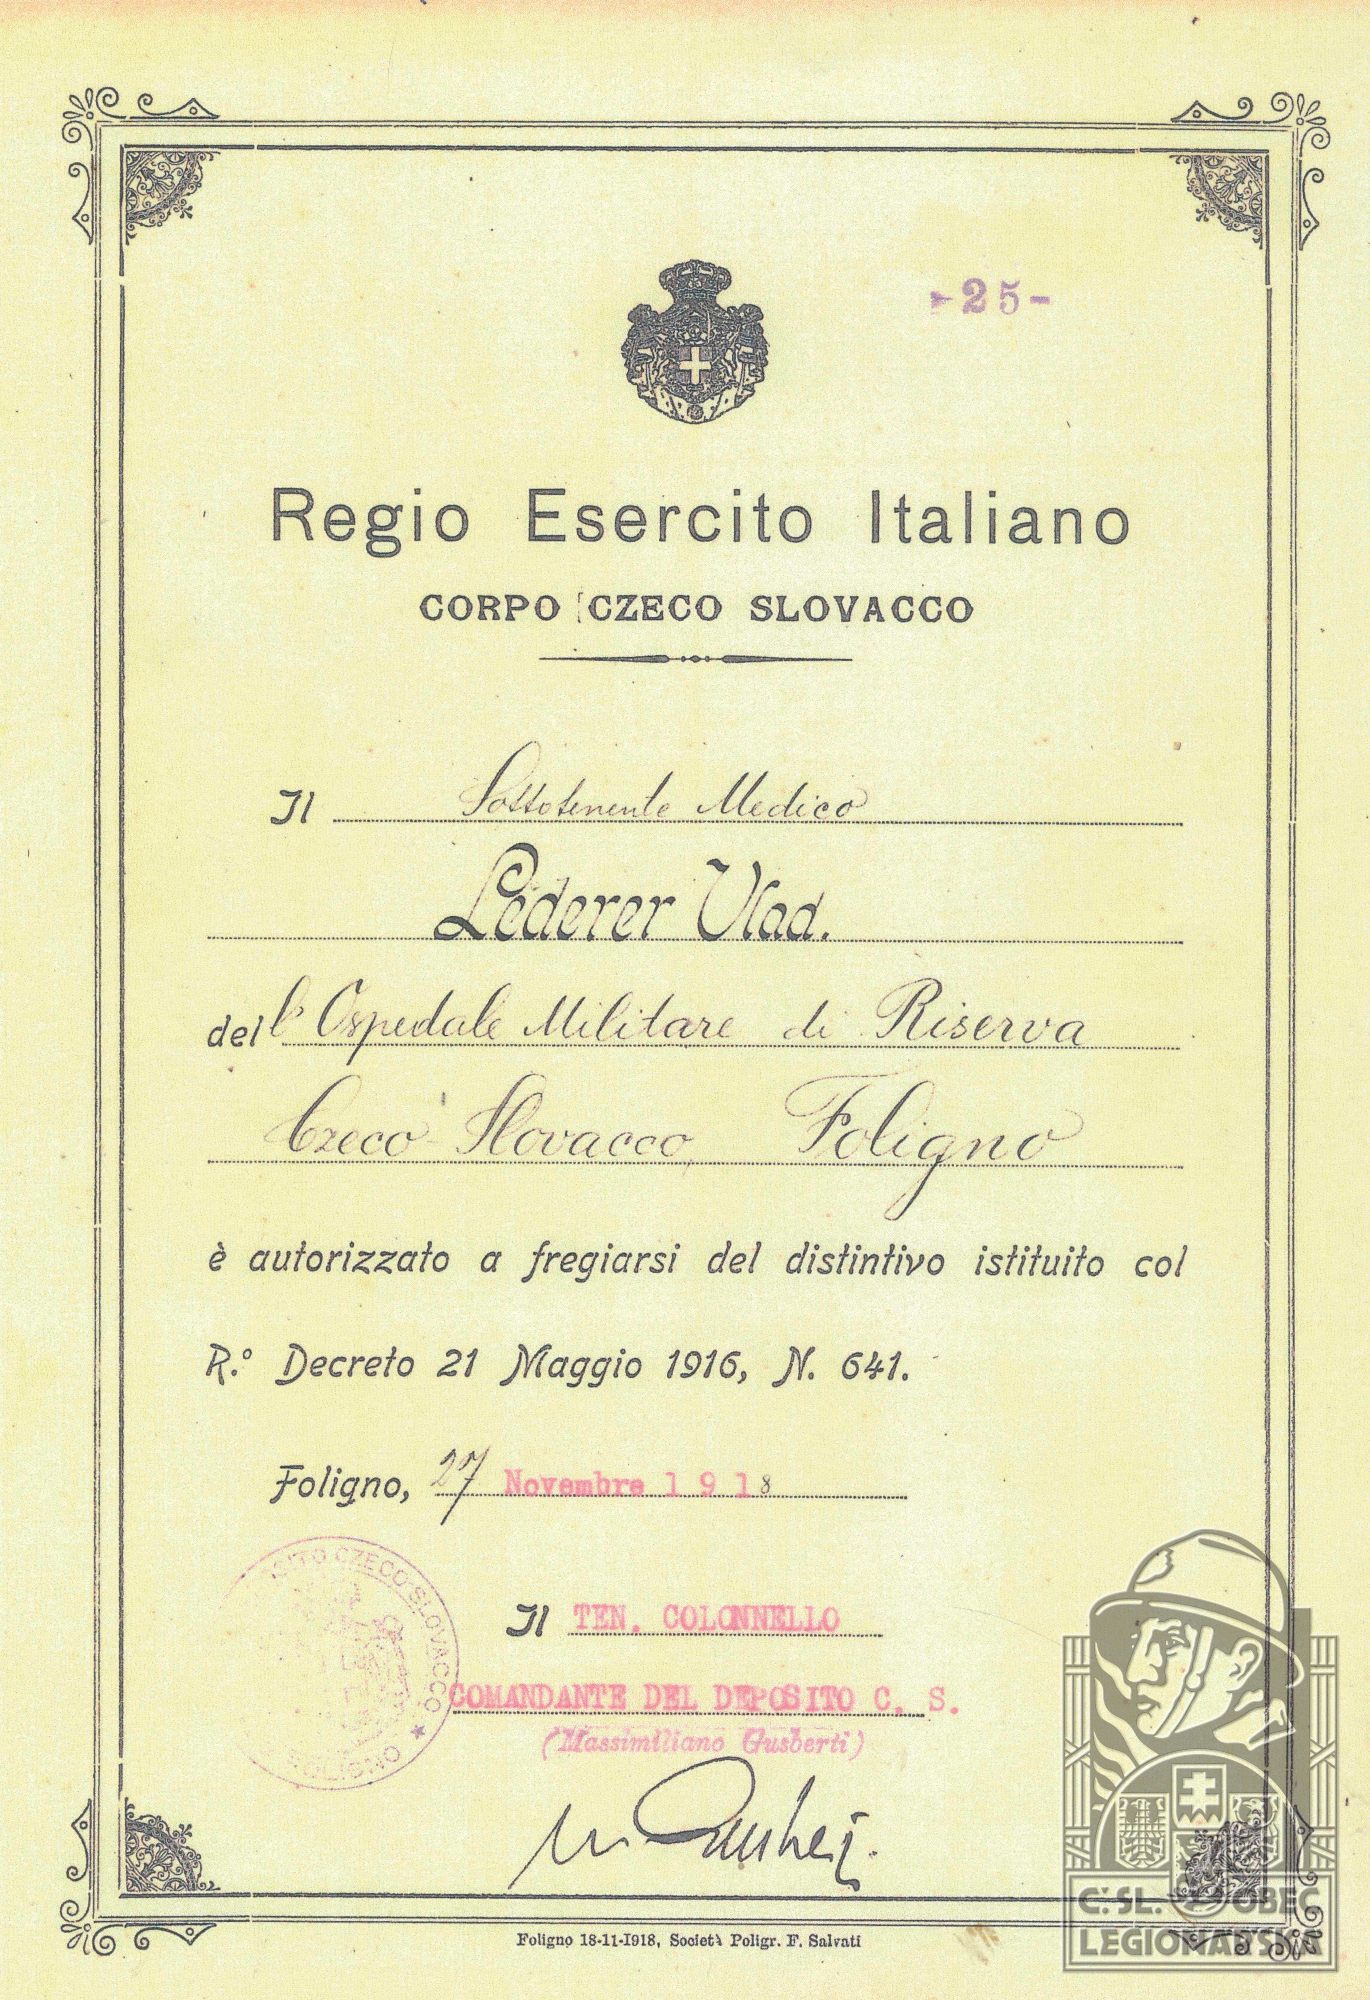 -25-
Regio Esercito Italiano
CORPO CZECO SLOVACCO
Il Sottotenente Medico
Lederer Vlad.
dell' Ospedale Militare di Riserva
Czeco Slovacco, Foligno
è autorizzato a fregiarsi del distintivo istituito col
R.º Decreto 21 Maggio 1916, N. 641.
Foligno, 27 Novembre 1918
CZECO-SLOVACCO ★
FOLIGNO
Il TEN. COLONNELLO
COMANDANTE DEL DEPOSITO C. S.
(Massimiliano Gusberti)
Foligno 18-11-1918, Società Poligr. F. Salvati
Č.SL. OBEC
LEGIONÁŘSKÁ